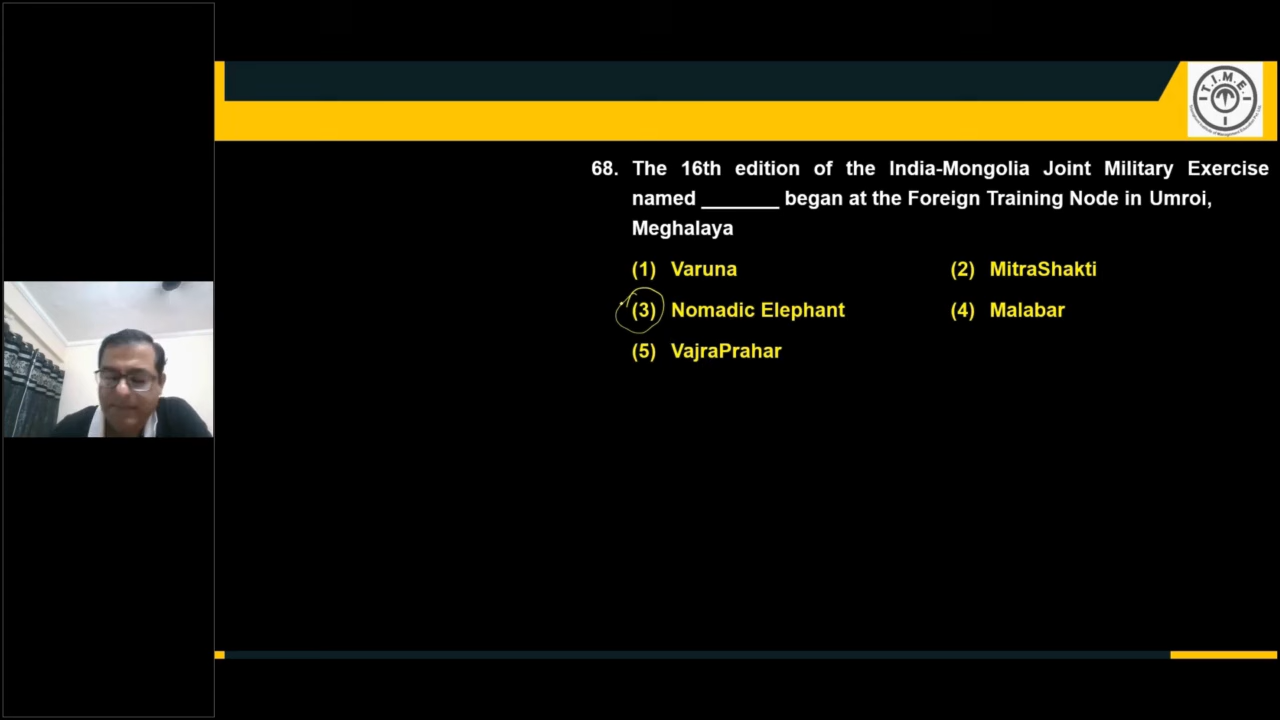 T.I.M.E.
68. The 16th edition of the India-Mongolia Joint Military Exercise
named _______ began at the Foreign Training Node in Umroi,
Meghalaya
(1) Varuna (2) MitraShakti
(3) Nomadic Elephant (4) Malabar
(5) VajraPrahar